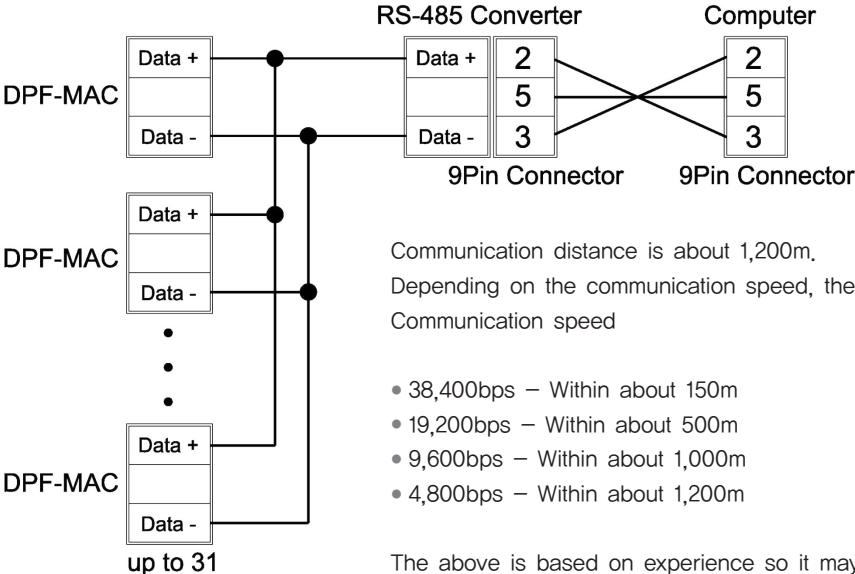 RS-485 Converter
Computer
DPF-MAC
Data +
Data -
Data +
Data -
2
5
3
2
5
3
9Pin Connector
9Pin Connector
DPF-MAC
Data +
Data -
Communication distance is about 1,200m.
Depending on the communication speed, the
Communication speed
• 38,400bps – Within about 150m
• 19,200bps – Within about 500m
• 9,600bps – Within about 1,000m
• 4,800bps – Within about 1,200m
DPF-MAC
Data +
Data -
up to 31
The above is based on experience so it may